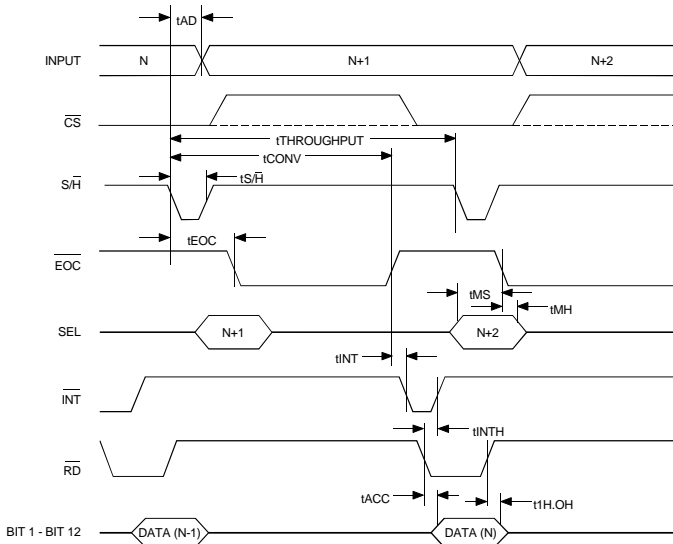 tAD
INPUT N N+1 N+2
CS
tTHROUGHPUT
tCONV
S/H tS/H
tEOC
EOC
tMS
tMH
SEL N+1 N+2
tINT
INT
tINTH
RD
tACC t1H.OH
BIT 1 - BIT 12 DATA (N-1) DATA (N)